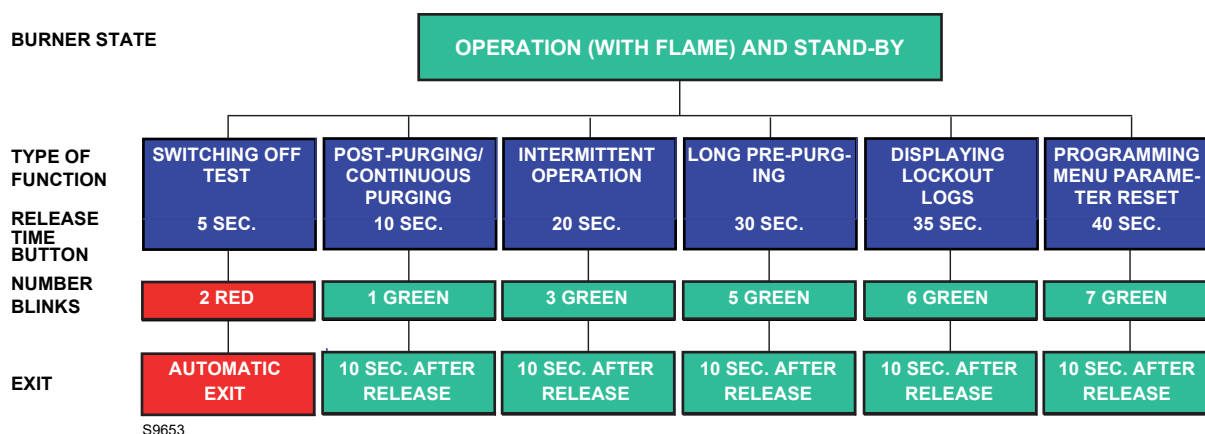 BURNER STATE
OPERATION (WITH FLAME) AND STAND-BY
TYPE OF
FUNCTION
SWITCHING OFF
TEST
POST-PURGING/
CONTINUOUS
PURGING
INTERMITTENT
OPERATION
LONG PRE-PURG-
ING
DISPLAYING
LOCKOUT
LOGS
PROGRAMMING
MENU PARAME-
TER RESET
RELEASE
TIME
BUTTON
5 SEC.
10 SEC.
20 SEC.
30 SEC.
35 SEC.
40 SEC.
NUMBER
BLINKS
2 RED
1 GREEN
3 GREEN
5 GREEN
6 GREEN
7 GREEN
EXIT
AUTOMATIC
EXIT
10 SEC. AFTER
RELEASE
10 SEC. AFTER
RELEASE
10 SEC. AFTER
RELEASE
10 SEC. AFTER
RELEASE
10 SEC. AFTER
RELEASE
S9653